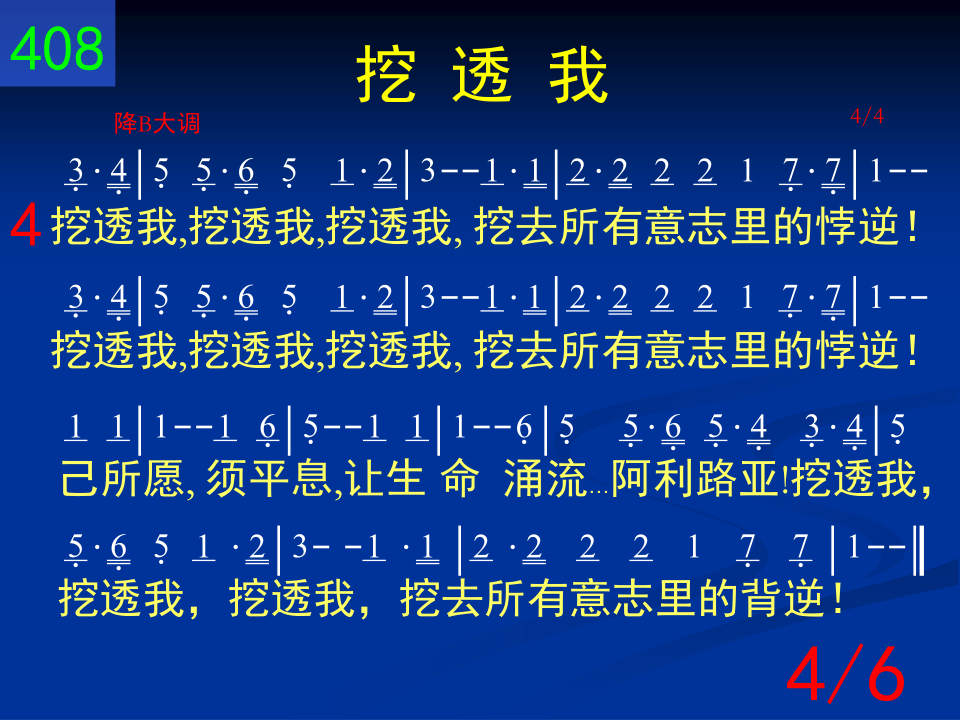 408
挖 透 我
降B大调
4/4
3·4|5 5·6 5 1·2|3--1·1|2·2 2 2 1 7·7|1--
4 挖透我,挖透我,挖透我, 挖去所有意志里的悖逆!
3·4|5 5·6 5 1·2|3--1·1|2·2 2 2 1 7·7|1--
挖透我,挖透我,挖透我, 挖去所有意志里的悖逆!
1 1|1--1 6|5--1 1|1--6|5 5·6 5·4 3·4|5
己所愿, 须平息,让生 命 涌流...阿利路亚!挖透我,
5·6 5 1·2|3--1·1|2·2 2 2 1 7 7|1--‖
挖透我，挖透我，挖去所有意志里的背逆!
4/6